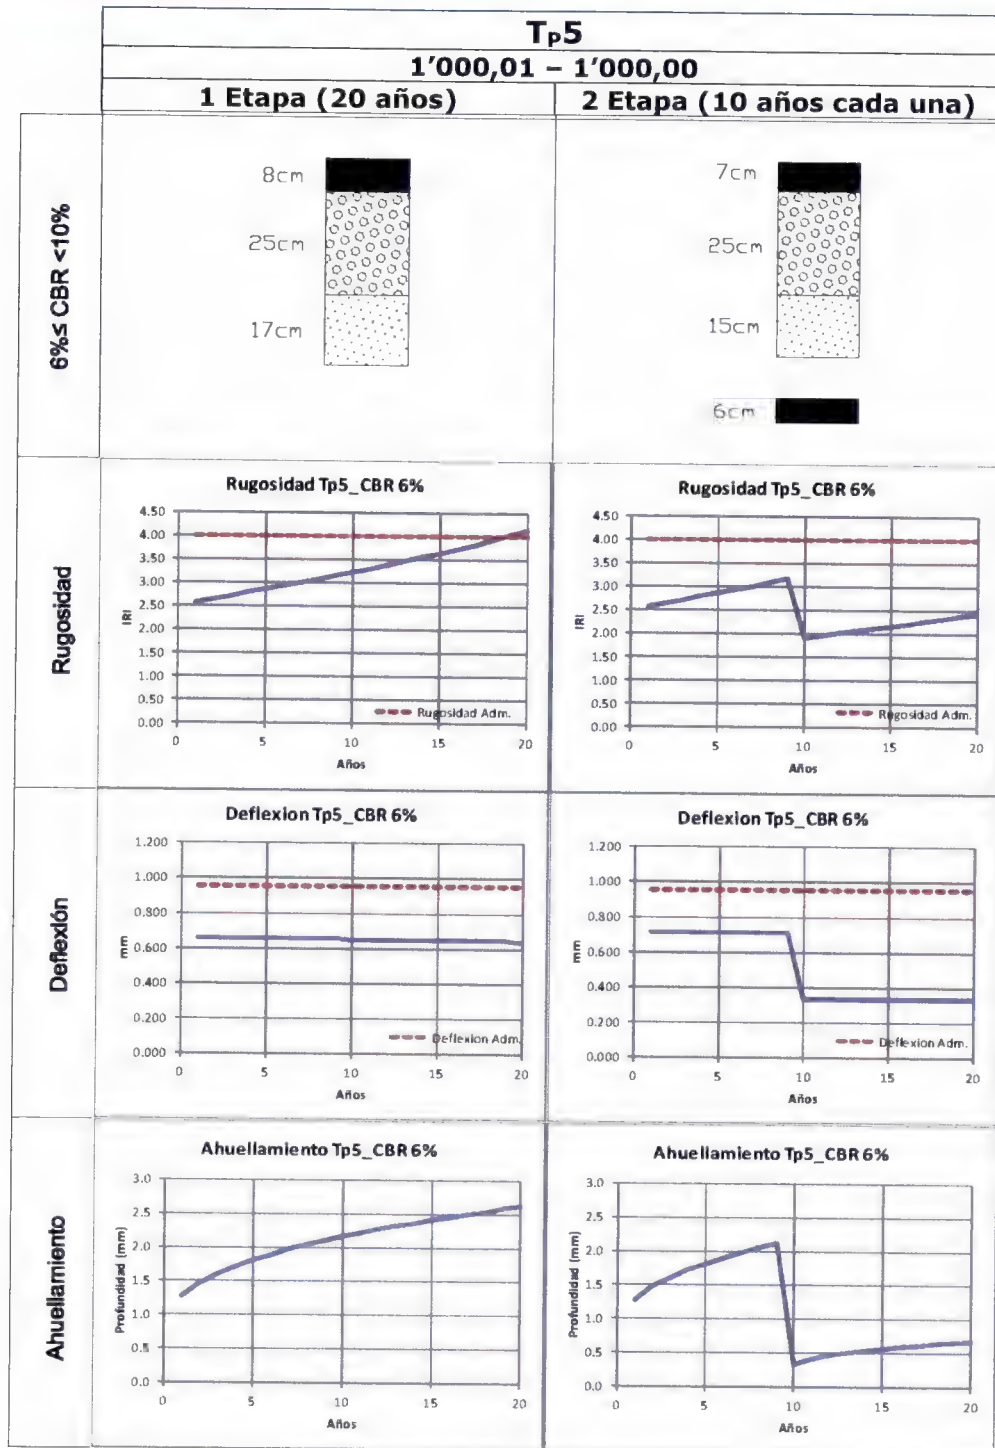 Tp5
1'000,01 – 1'000,00
1 Etapa (20 años)
2 Etapa (10 años cada una)
6%≤ CBR <10%
8cm
25cm
17cm
7cm
25cm
15cm
6cm
Rugosidad
Rugosidad Tp5_CBR 6%
4.50
4.00
3.50
3.00
2.50
2.00
1.50
1.00
0.50
0.00
IRI
Rugosidad Adm.
0 5 10 15 20
Años
Rugosidad Tp5_CBR 6%
4.50
4.00
3.50
3.00
2.50
2.00
1.50
1.00
0.50
0.00
IRI
Rugosidad Adm.
0 5 10 15 20
Años
Deflexión
Deflexion Tp5_CBR 6%
1.200
1.000
0.800
0.600
0.400
0.200
0.000
mm
Deflexion Adm.
0 5 10 15 20
Años
Deflexion Tp5_CBR 6%
1.200
1.000
0.800
0.600
0.400
0.200
0.000
mm
Deflexion Adm.
0 5 10 15 20
Años
Ahuellamiento
Ahuellamiento Tp5_CBR 6%
3.0
2.5
2.0
1.5
1.0
0.5
0.0
Profundidad (mm)
0 5 10 15 20
Años
Ahuellamiento Tp5_CBR 6%
3.0
2.5
2.0
1.5
1.0
0.5
0.0
Profundidad (mm)
0 5 10 15 20
Años